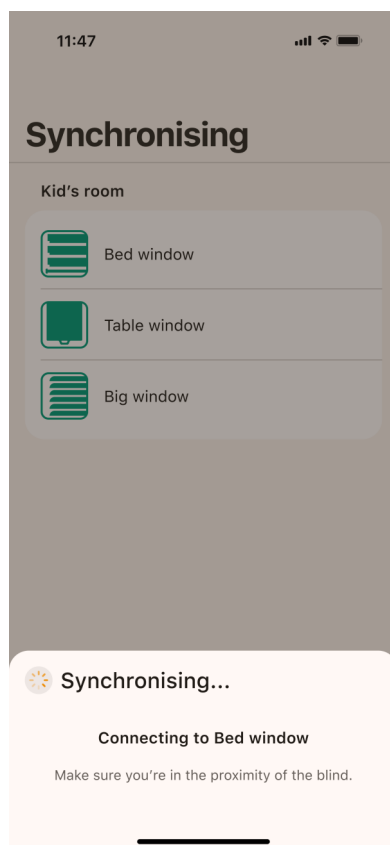 11:47
Synchronising
Kid’s room
Bed window
Table window
Big window
Synchronising...
Connecting to Bed window
Make sure you’re in the proximity of the blind.